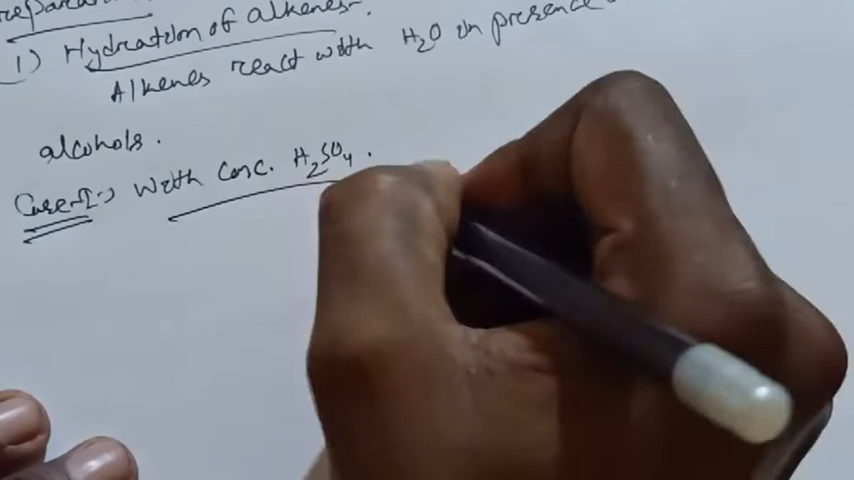 1) Hydration of alkenes-.
Alkenes react with H₂O in presence
alcohols.
Case-I:-> with Conc. H₂SO₄.